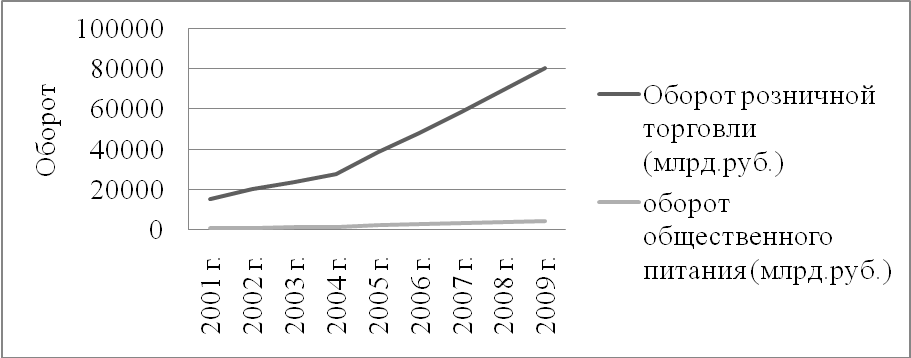 100000
80000
60000
40000
20000
0
Оборот
2001 г.
2002 г.
2003 г.
2004 г.
2005 г.
2006 г.
2007 г.
2008 г.
2009 г.
Оборот розничной
торговли
(млрд.руб.)
оборот
общественного
питания (млрд.руб.)